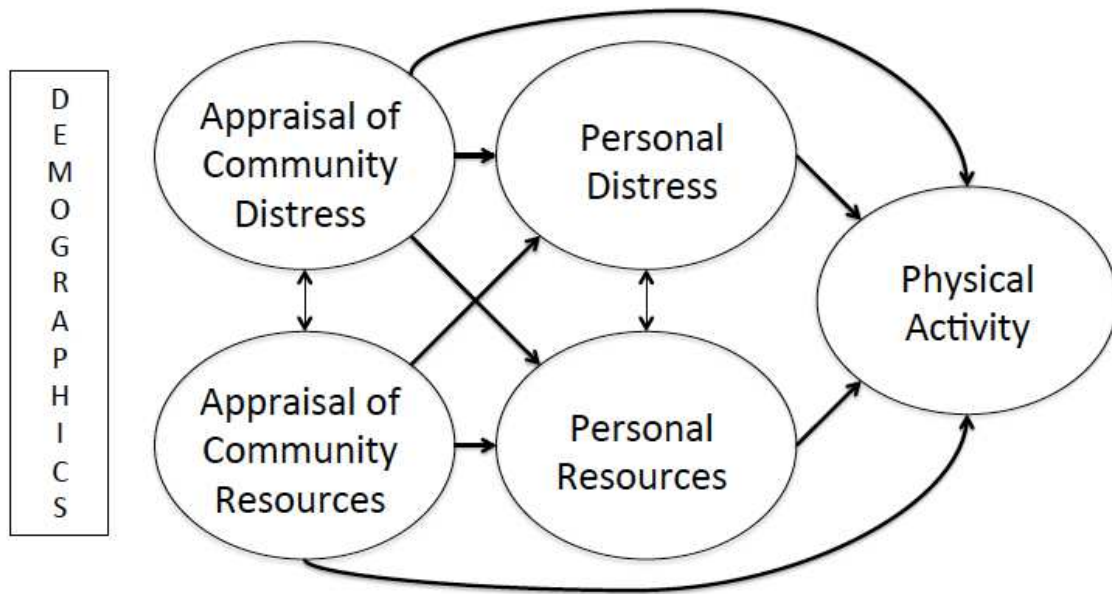 D
E
M
O
G
R
A
P
H
I
C
S
Appraisal of
Community
Distress
Personal
Distress
Appraisal of
Community
Resources
Personal
Resources
Physical
Activity